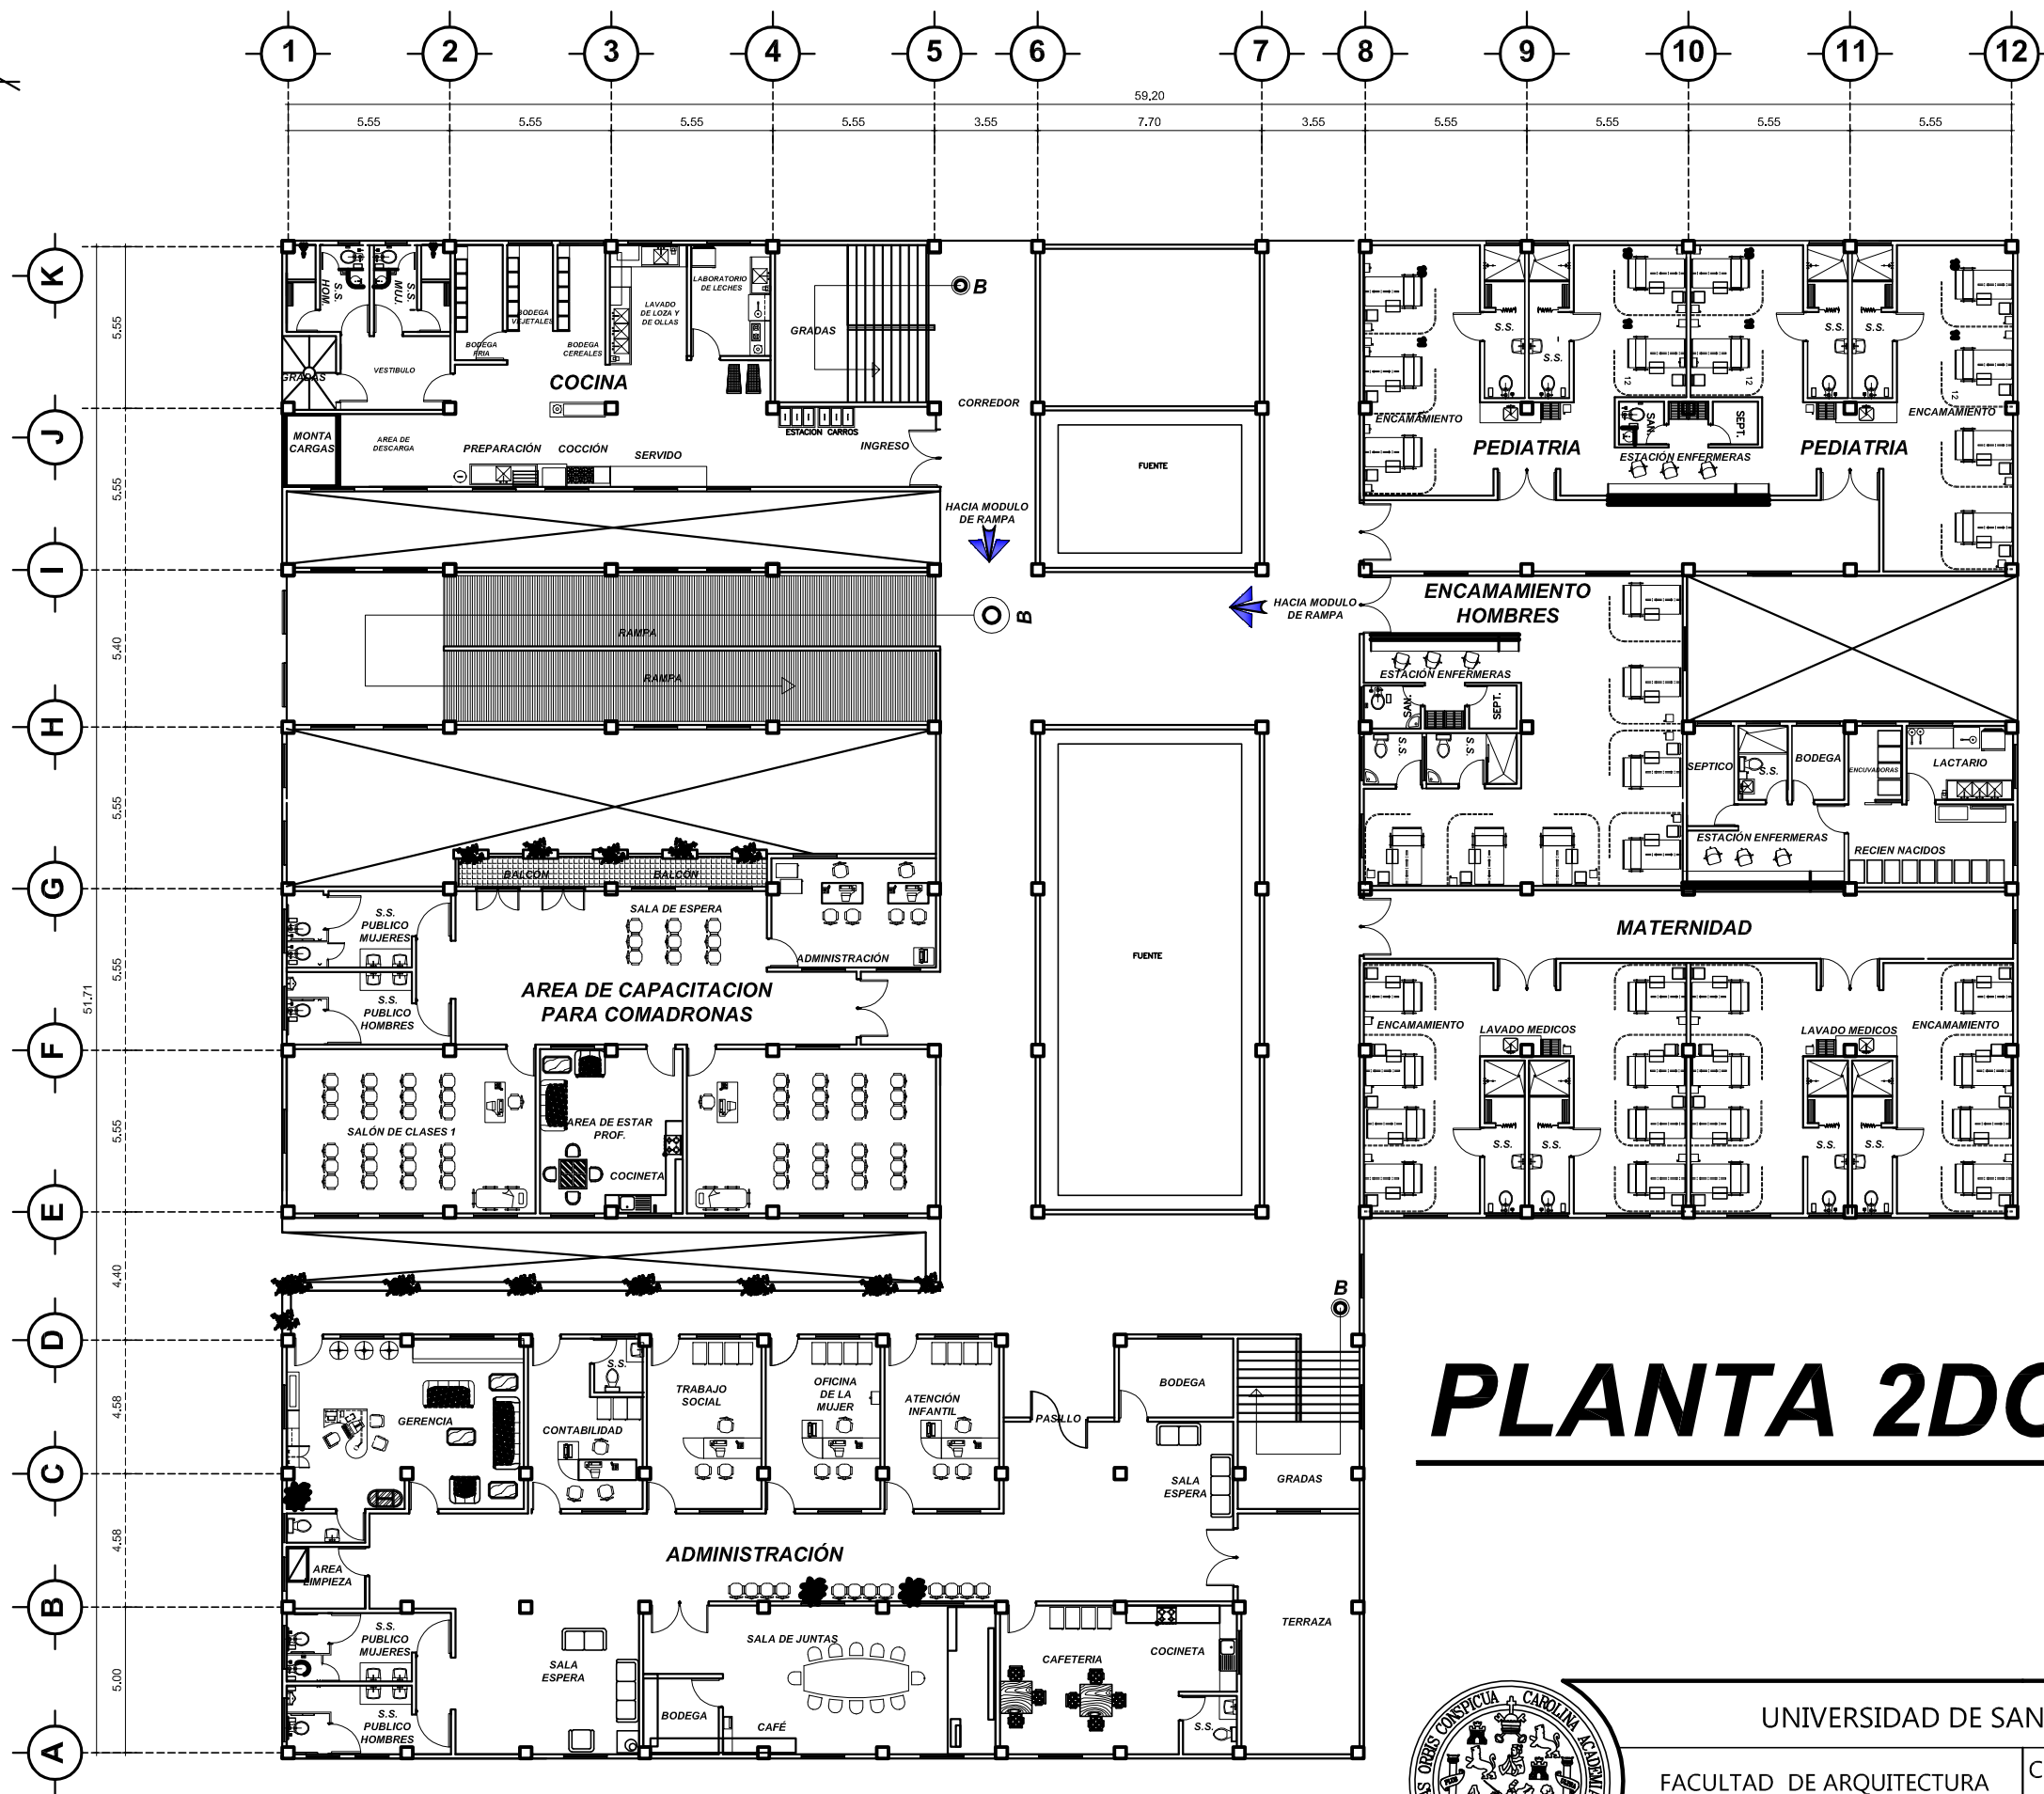 1 2 3 4 5 6 7 8 9 10 11 12
59.20
5.55 5.55 5.55 5.55 3.55 7.70 3.55 5.55 5.55 5.55 5.55
K
J
I
H
G
F
E
D
C
B
A
51.71
5.55
5.55
5.40
5.55
5.55
5.55
4.40
4.58
4.58
5.00
S.S.
HOM.
S.S.
MUJ.
GRADAS
VESTIBULO
BODEGA
FRIA
BODEGA
VEJETALES
BODEGA
CEREALES
LAVADO
DE LOZA Y
DE OLLAS
LABORATORIO
DE LECHES
GRADAS
B
COCINA
CORREDOR
MONTA
CARGAS
AREA DE
DESCARGA
PREPARACIÓN
COCCIÓN
SERVIDO
ESTACION CARROS
INGRESO
FUENTE
HACIA MODULO
DE RAMPA
RAMPA
RAMPA
B
HACIA MODULO
DE RAMPA
S.S.
S.S.
S.S.
S.S.
12
12
12
ENCAMAMIENTO
PEDIATRIA
SAN.
SEPT.
ESTACIÓN ENFERMERAS
PEDIATRIA
ENCAMAMIENTO
ENCAMAMIENTO
HOMBRES
ESTACIÓN ENFERMERAS
SAN.
SEPT.
S.S.
S.S.
SEPTICO
S.S.
BODEGA
ENCUVADORAS
LACTARIO
ESTACIÓN ENFERMERAS
RECIEN NACIDOS
MATERNIDAD
ENCAMAMIENTO
LAVADO MEDICOS
LAVADO MEDICOS
ENCAMAMIENTO
S.S.
S.S.
S.S.
S.S.
BALCON
BALCON
S.S.
PUBLICO
MUJERES
SALA DE ESPERA
ADMINISTRACIÓN
S.S.
PUBLICO
HOMBRES
AREA DE CAPACITACION
PARA COMADRONAS
FUENTE
SALÓN DE CLASES 1
AREA DE ESTAR
PROF.
COCINETA
B
GERENCIA
S.S.
CONTABILIDAD
TRABAJO
SOCIAL
OFICINA
DE LA
MUJER
ATENCIÓN
INFANTIL
PASILLO
BODEGA
SALA
ESPERA
GRADAS
AREA
LIMPIEZA
ADMINISTRACIÓN
TERRAZA
S.S.
PUBLICO
MUJERES
S.S.
PUBLICO
HOMBRES
SALA
ESPERA
SALA DE JUNTAS
BODEGA
CAFÉ
CAFETERIA
COCINETA
S.S.
PLANTA 2DO
UNIVERSIDAD DE SAN
FACULTAD DE ARQUITECTURA
ORBIS CONSPICUA CAROLINA